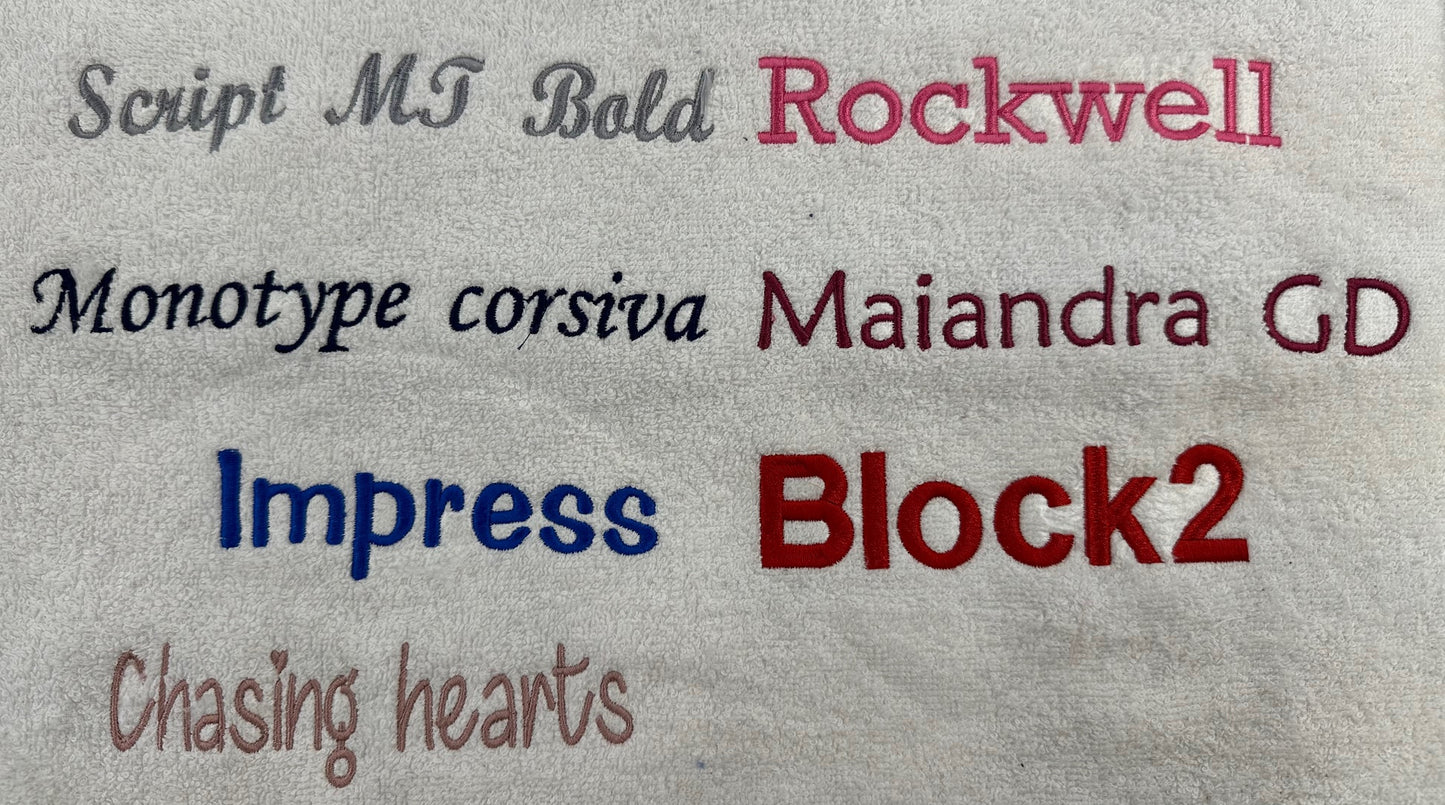 Script MT Bold
Rockwell
Monotype corsiva
Maiandra GD
Impress
Block2
Chasing hearts